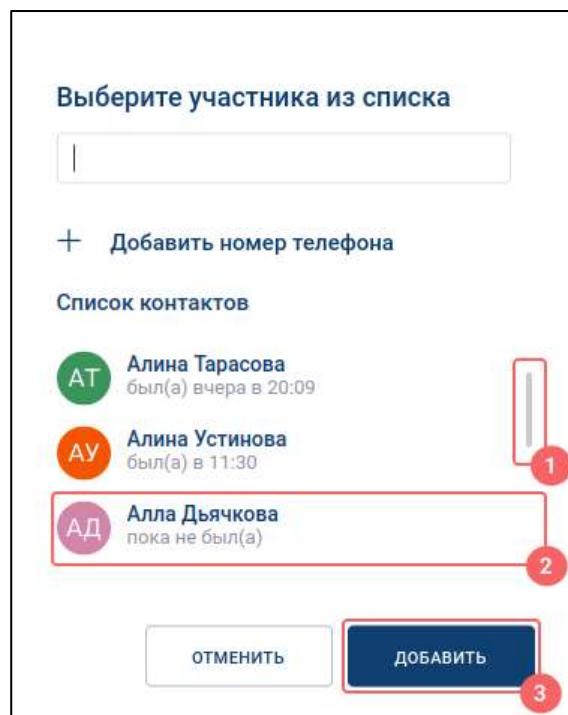 Выберите участника из списка
+ Добавить номер телефона
Список контактов
АТ
Алина Тарасова
был(а) вчера в 20:09
1
АУ
Алина Устинова
был(а) в 11:30
АД
Алла Дьячкова
пока не был(а)
2
ОТМЕНИТЬ
ДОБАВИТЬ
3